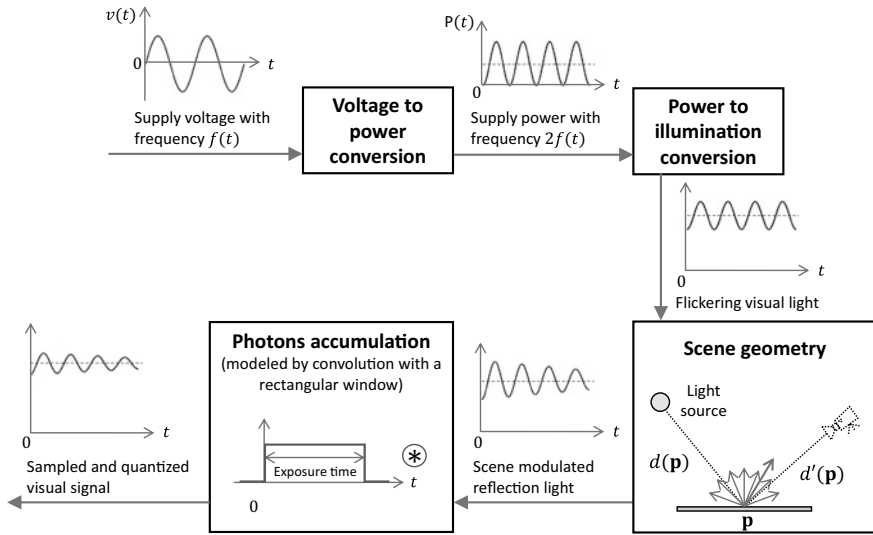 v(t)
0
t
Supply voltage with
frequency f(t)
Voltage to
power
conversion
P(t)
0
t
Supply power with
frequency 2f(t)
Power to
illumination
conversion
0
t
Flickering visual light
Scene geometry
Light
source
d(𝐩)
d'(𝐩)
𝐩
0
t
Scene modulated
reflection light
Photons accumulation
(modeled by convolution with a
rectangular window)
Exposure time
*
t
0
0
t
Sampled and quantized
visual signal